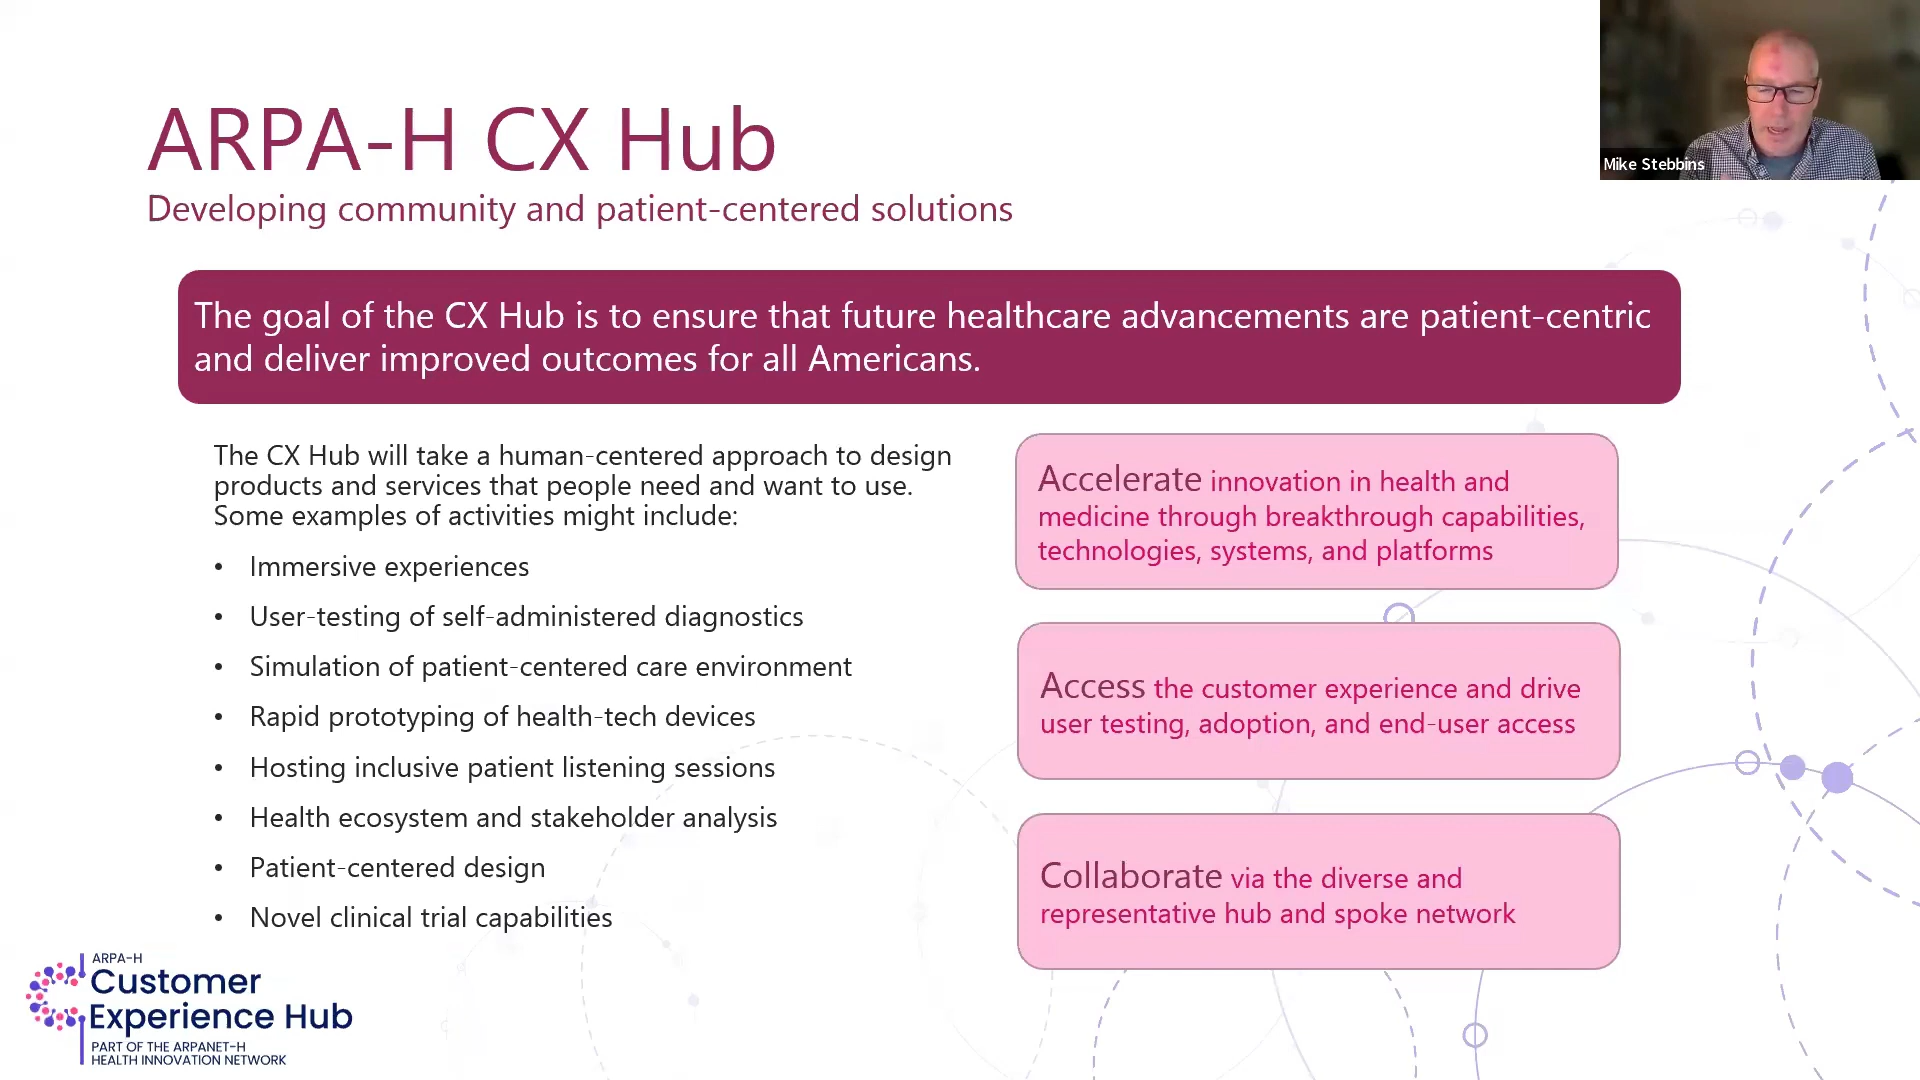 ARPA-H CX Hub
Developing community and patient-centered solutions
Mike Stebbins
The goal of the CX Hub is to ensure that future healthcare advancements are patient-centric
and deliver improved outcomes for all Americans.
The CX Hub will take a human-centered approach to design
products and services that people need and want to use.
Some examples of activities might include:
• Immersive experiences
• User-testing of self-administered diagnostics
• Simulation of patient-centered care environment
• Rapid prototyping of health-tech devices
• Hosting inclusive patient listening sessions
• Health ecosystem and stakeholder analysis
• Patient-centered design
• Novel clinical trial capabilities
Accelerate innovation in health and
medicine through breakthrough capabilities,
technologies, systems, and platforms
Access the customer experience and drive
user testing, adoption, and end-user access
Collaborate via the diverse and
representative hub and spoke network
ARPA-H
Customer
Experience Hub
PART OF THE ARPANET-H
HEALTH INNOVATION NETWORK